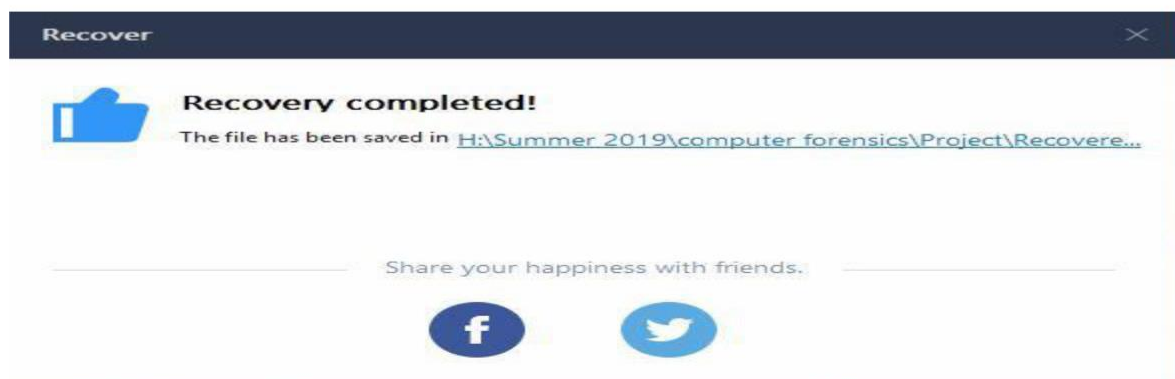 Recover
Recovery completed!
The file has been saved in H:\Summer 2019\computer forensics\Project\Recovere...
Share your happiness with friends.
f